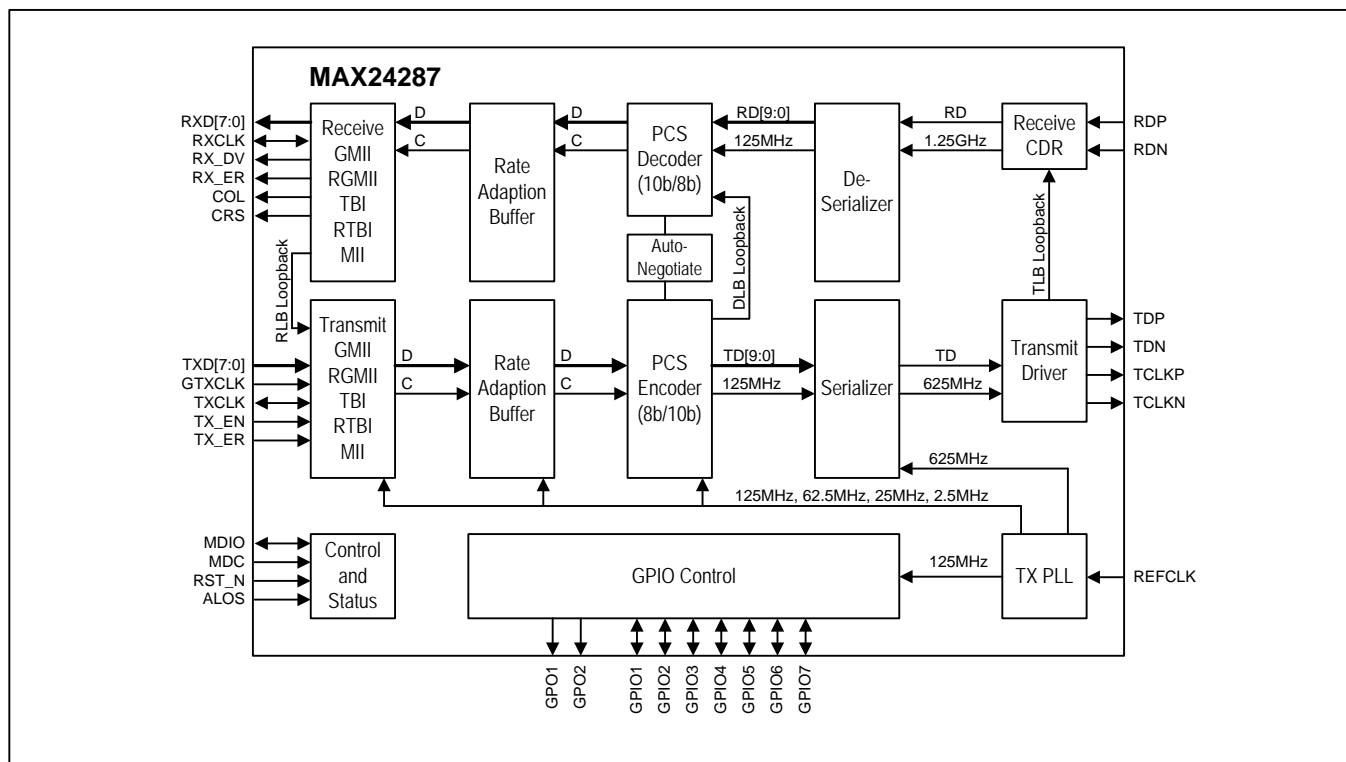 MAX24287
RXD[7:0]
RXCLK
RX_DV
RX_ER
COL
CRS
Receive
GMII
RGMII
TBI
RTBI
MII
D
C
Rate
Adaption
Buffer
D
C
PCS
Decoder
(10b/8b)
RD[9:0]
125MHz
De-
Serializer
RD
1.25GHz
Receive
CDR
RDP
RDN
RLB Loopback
Auto-
Negotiate
DLB Loopback
TLB Loopback
TXD[7:0]
GTXCLK
TXCLK
TX_EN
TX_ER
Transmit
GMII
RGMII
TBI
RTBI
MII
D
C
Rate
Adaption
Buffer
D
C
PCS
Encoder
(8b/10b)
TD[9:0]
125MHz
Serializer
TD
625MHz
Transmit
Driver
TDP
TDN
TCLKP
TCLKN
625MHz
125MHz, 62.5MHz, 25MHz, 2.5MHz
MDIO
MDC
RST_N
ALOS
Control
and
Status
GPIO Control
125MHz
TX PLL
REFCLK
GPO1
GPO2
GPIO1
GPIO2
GPIO3
GPIO4
GPIO5
GPIO6
GPIO7